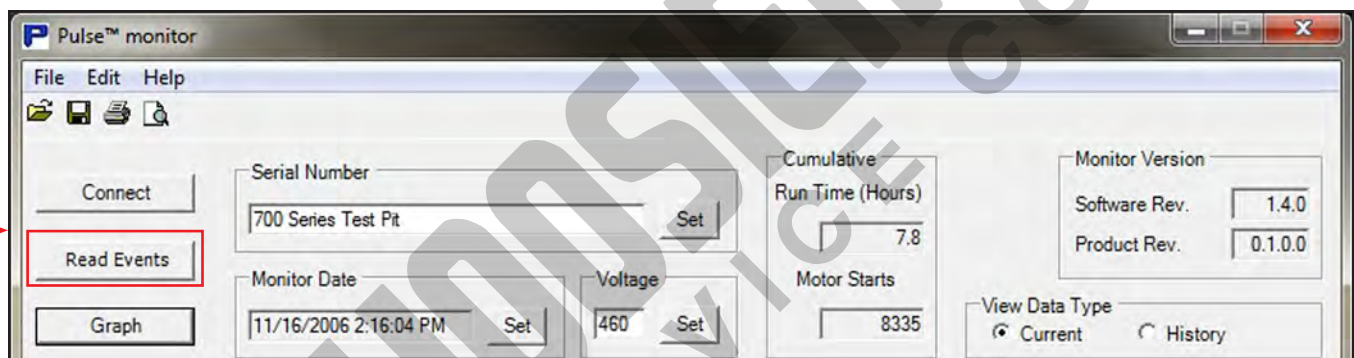 Pulse™ monitor
File Edit Help
Connect
Read Events
Graph
Serial Number
700 Series Test Pit
Set
Monitor Date
11/16/2006 2:16:04 PM
Set
Voltage
460
Set
Cumulative
Run Time (Hours)
7.8
Motor Starts
8335
Monitor Version
Software Rev. 1.4.0
Product Rev. 0.1.0.0
View Data Type
Current History